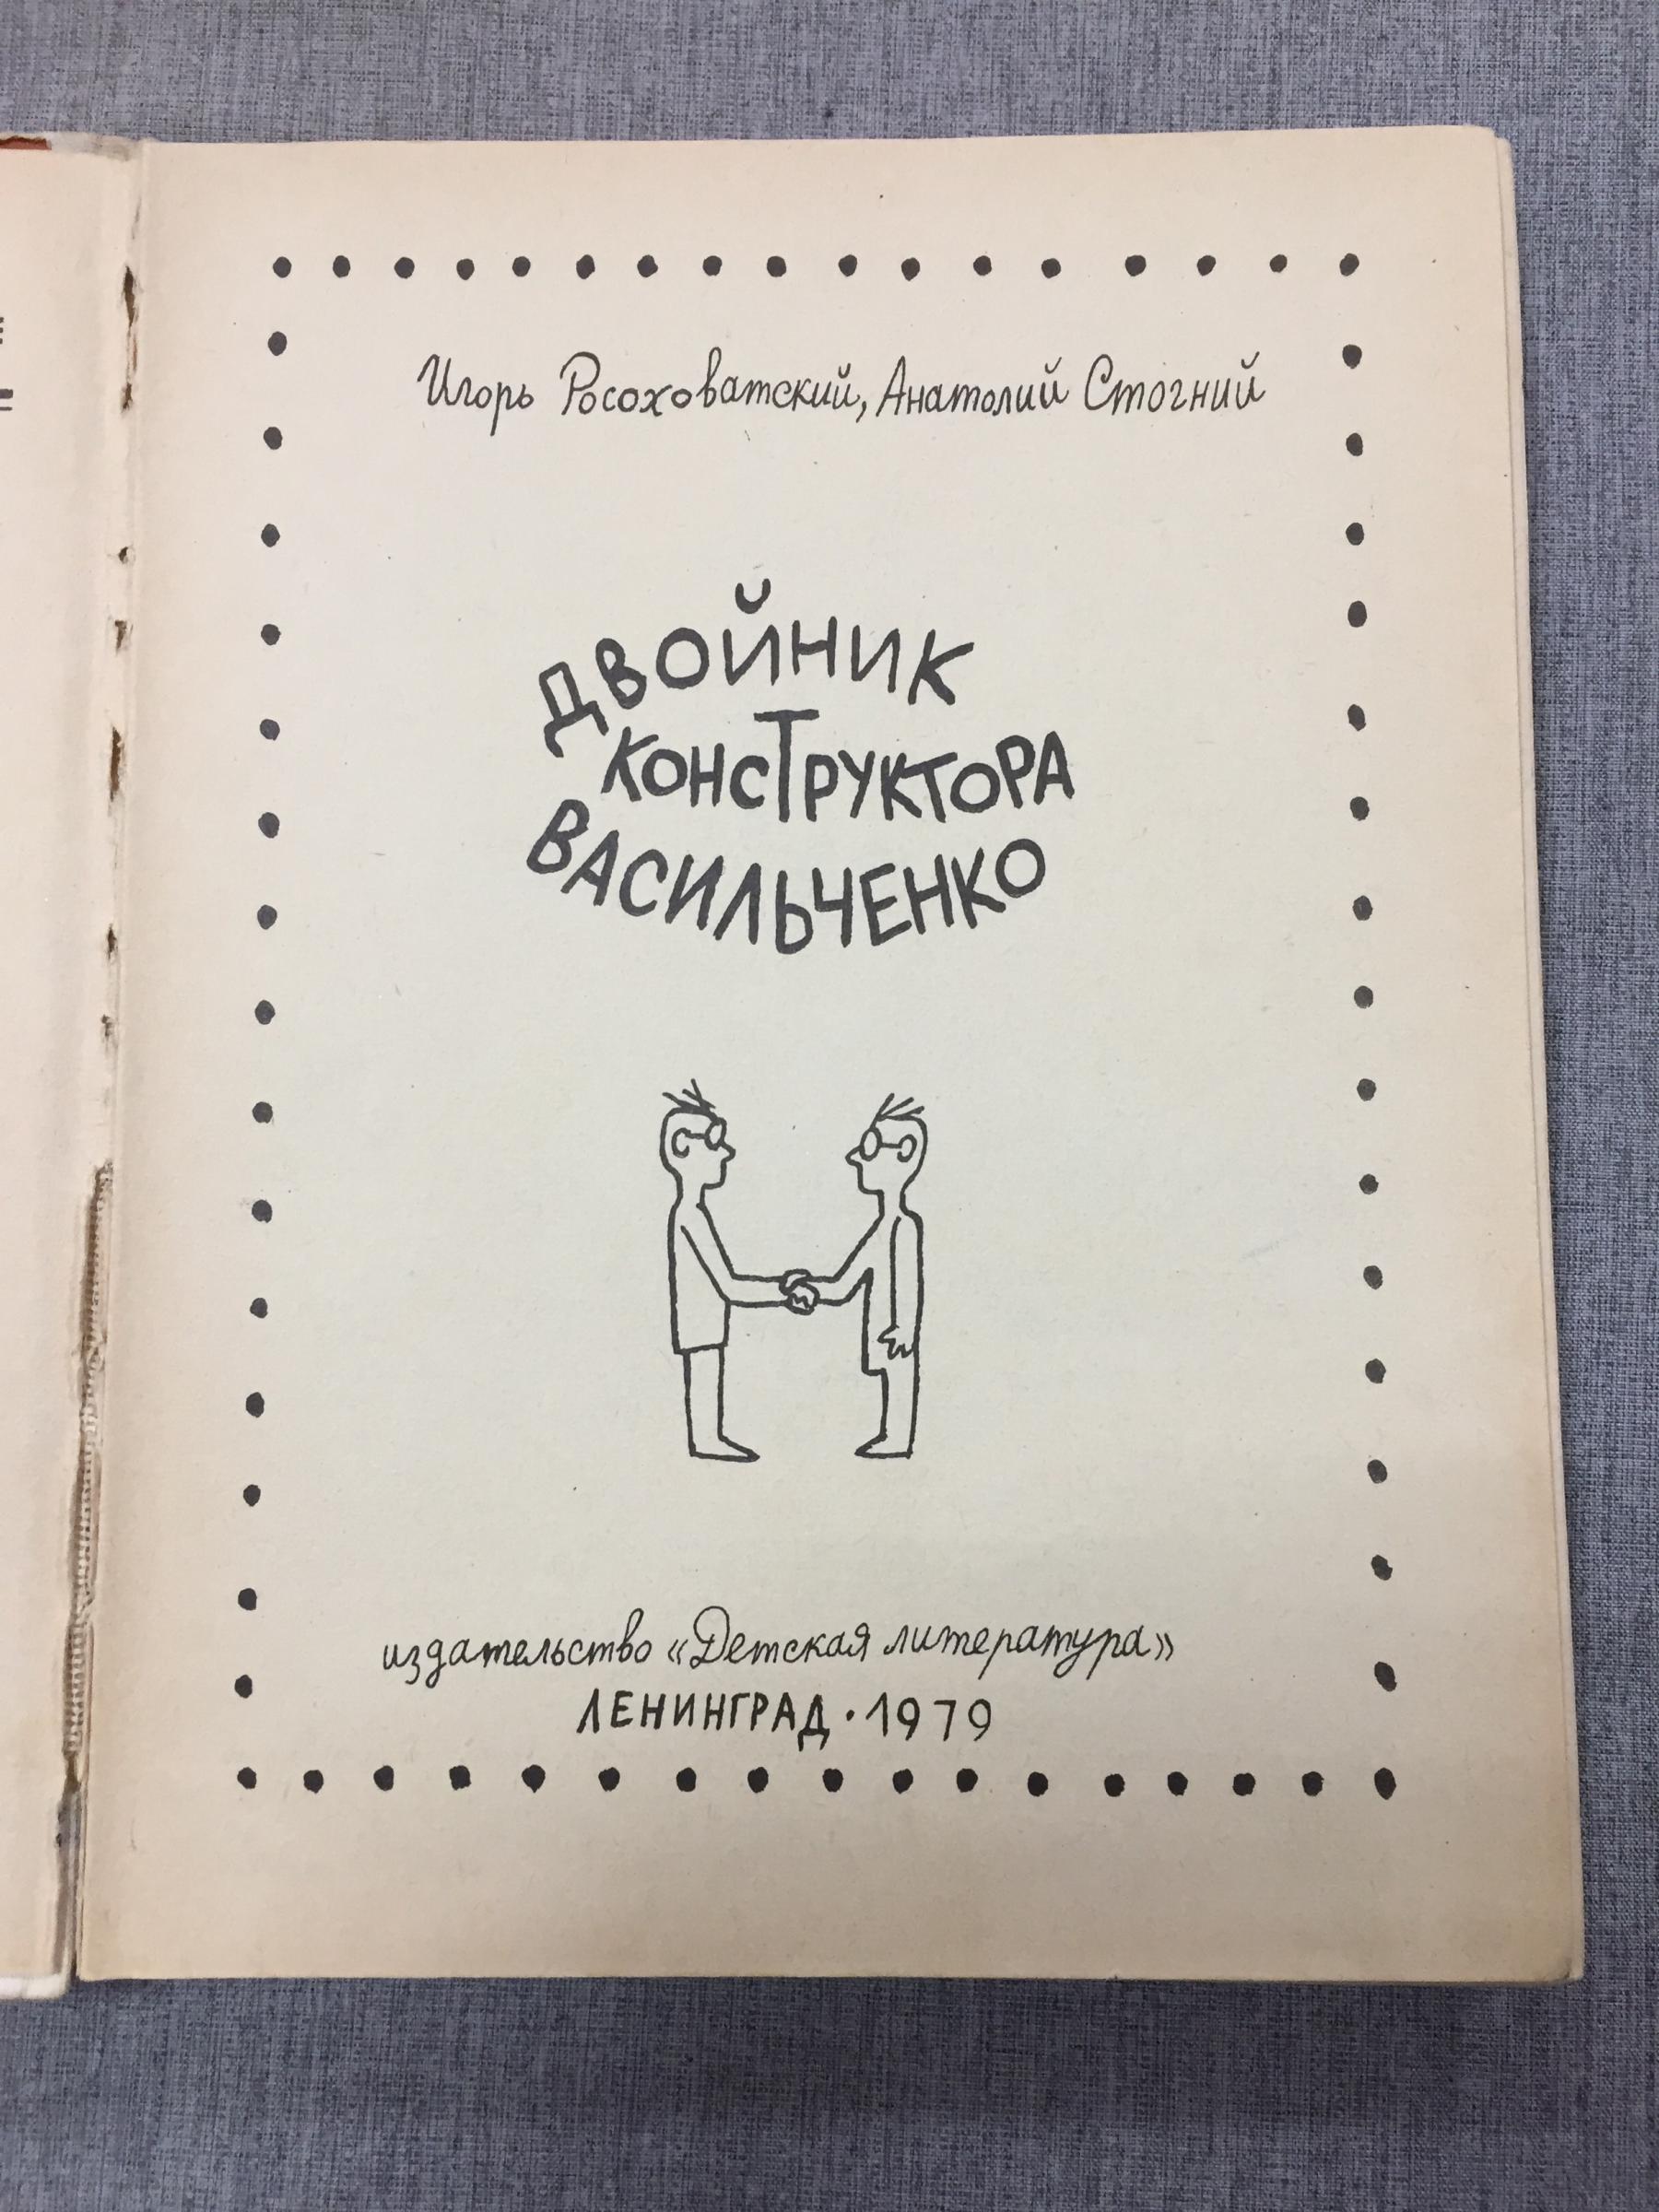 Игорь Росоховатский, Анатолий Стогний
ДВОЙНИК
КОНСТРУКТОРА
ВАСИЛЬЧЕНКО
издательство «Детская литература»
ЛЕНИНГРАД · 1979